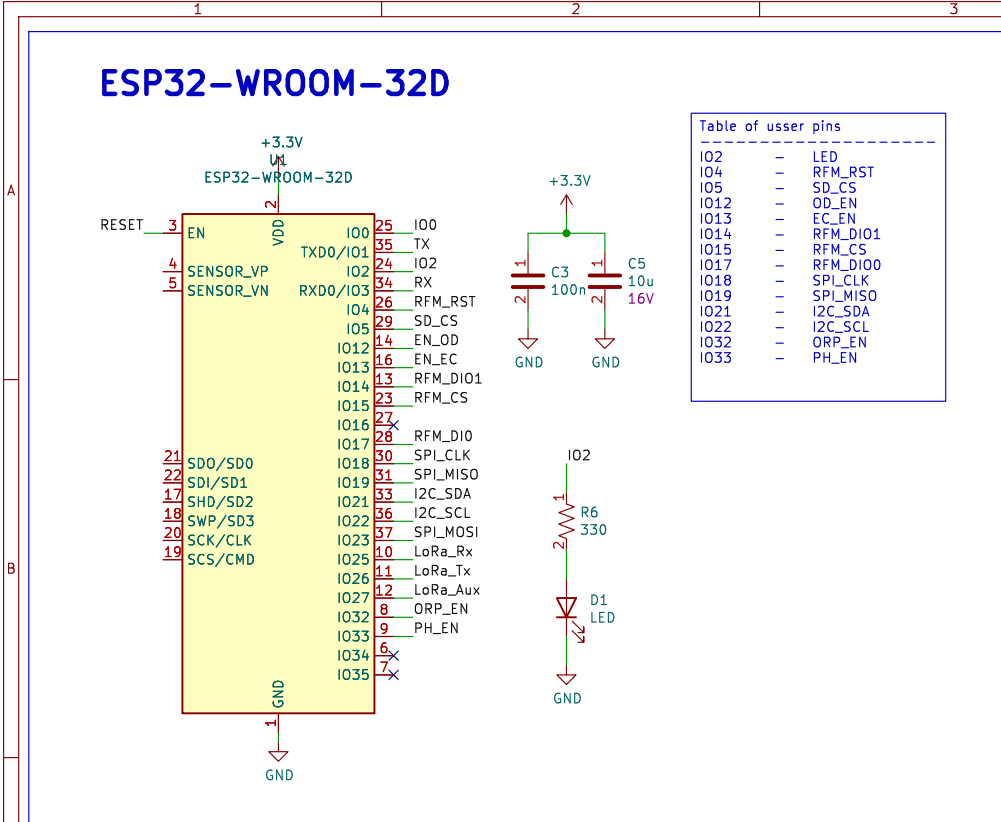 1 2 3
A
B
ESP32-WROOM-32D
+3.3V
U1
ESP32-WROOM-32D
2
VDD
RESET 3 EN
4 SENSOR_VP
5 SENSOR_VN
21 SDO/SD0
22 SDI/SD1
17 SHD/SD2
18 SWP/SD3
20 SCK/CLK
19 SCS/CMD
IO0 25 IO0
TXD0/IO1 35 TX
IO2 24 IO2
RXD0/IO3 34 RX
IO4 26 RFM_RST
IO5 29 SD_CS
IO12 14 EN_OD
IO13 16 EN_EC
IO14 13 RFM_DIO1
IO15 23 RFM_CS
IO16 27
IO17 28 RFM_DI0
IO18 30 SPI_CLK
IO19 31 SPI_MISO
IO21 33 I2C_SDA
IO22 36 I2C_SCL
IO23 37 SPI_MOSI
IO25 10 LoRa_Rx
IO26 11 LoRa_Tx
IO27 12 LoRa_Aux
IO32 8 ORP_EN
IO33 9 PH_EN
IO34 6
IO35 7
GND
1
GND
+3.3V
1
C3
100n
2
GND
1
C5
10u
16V
2
GND
Table of usser pins
--------------------------
IO2 - LED
IO4 - RFM_RST
IO5 - SD_CS
IO12 - OD_EN
IO13 - EC_EN
IO14 - RFM_DIO1
IO15 - RFM_CS
IO17 - RFM_DIO0
IO18 - SPI_CLK
IO19 - SPI_MISO
IO21 - I2C_SDA
IO22 - I2C_SCL
IO32 - ORP_EN
IO33 - PH_EN
IO2
1
R6
330
2
D1
LED
GND